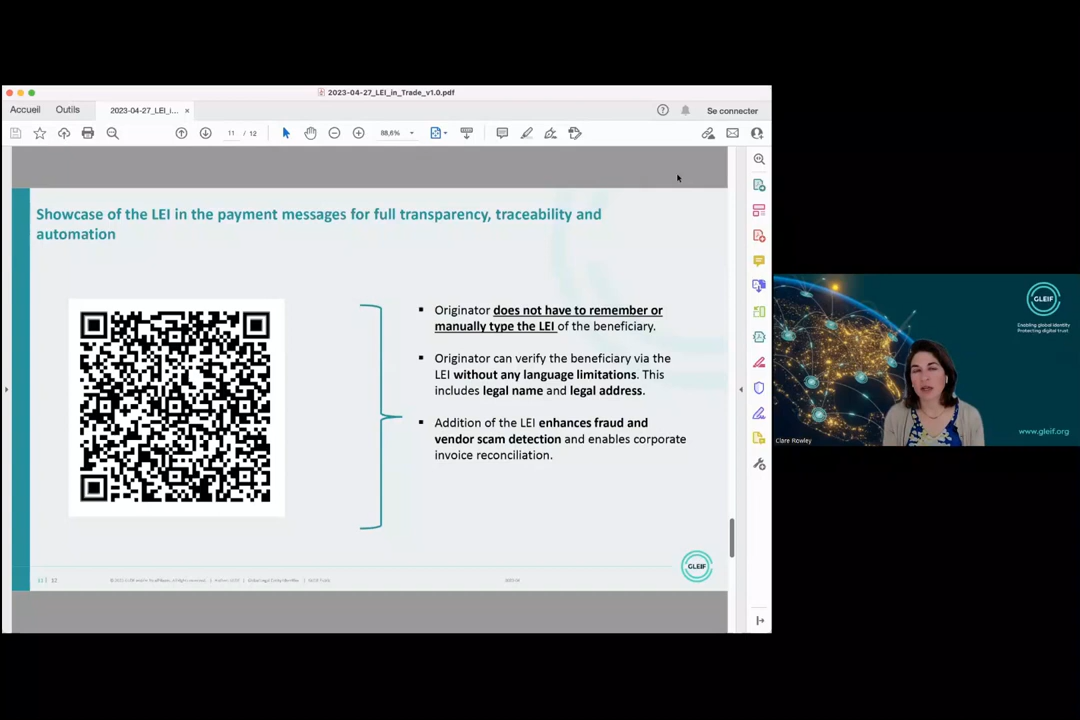 2023-04-27_LEI_in_Trade_v1.0.pdf
Accueil
Outils
2023-04-27_LEI_i... ×
Se connecter
11 / 12
88,6%
Showcase of the LEI in the payment messages for full transparency, traceability and
automation
▪ Originator does not have to remember or
manually type the LEI of the beneficiary.
▪ Originator can verify the beneficiary via the
LEI without any language limitations. This
includes legal name and legal address.
▪ Addition of the LEI enhances fraud and
vendor scam detection and enables corporate
invoice reconciliation.
GLEIF
GLEIF
Enabling global identity
Protecting digital trust
Clare Rowley
www.gleif.org